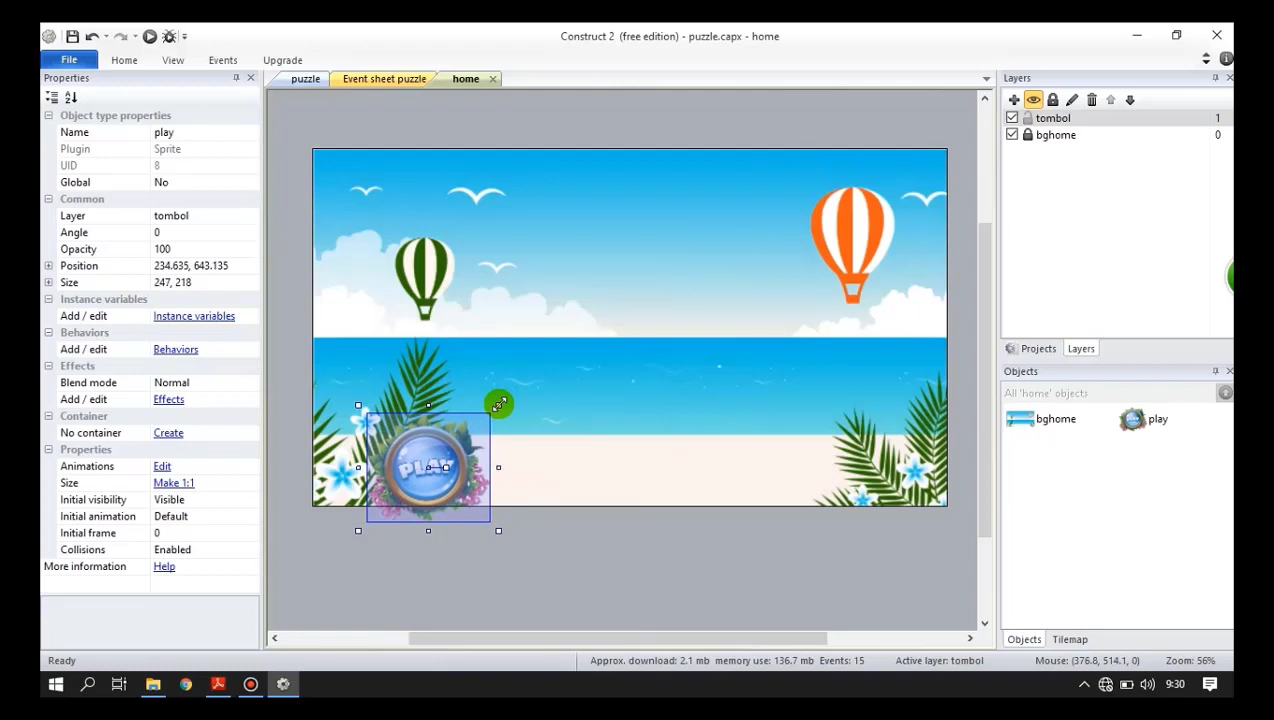 Construct 2 (free edition) - puzzle.capx - home
File Home View Events Upgrade
Properties
puzzle Event sheet puzzle home
Layers
Object type properties
Name play
Plugin Sprite
UID 8
Global No
Common
Layer tombol
Angle 0
Opacity 100
Position 234.635, 643.135
Size 247, 218
Instance variables
Add / edit Instance variables
Behaviors
Add / edit Behaviors
Effects
Blend mode Normal
Add / edit Effects
Container
No container Create
Properties
Animations Edit
Size Make 1:1
Initial visibility Visible
Initial animation Default
Initial frame 0
Collisions Enabled
More information Help
PLAY
tombol 1
bghome 0
Projects Layers
Objects
All 'home' objects
bghome play
Objects Tilemap
Ready Approx. download: 2.1 mb memory use: 136.7 mb Events: 15 Active layer: tombol Mouse: (376.8, 514.1, 0) Zoom: 56%
9:30